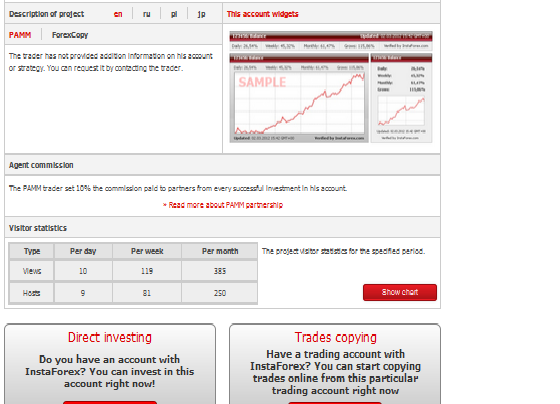 Description of project
en
ru
pl
jp
This account widgets
PAMM
ForexCopy
The trader has not provided addition information on his account
or strategy. You can request it by contacting the trader.
SAMPLE
Agent commission
The PAMM trader set 10% the commission paid to partners from every successful investment in his account.
» Read more about PAMM partnership
Visitor statistics
Type Per day Per week Per month
Views 10 119 385
Hosts 9 81 250
The project visitor statistics for the specified period.
Show chart
Direct investing
Do you have an account with
InstaForex? You can invest in this
account right now!
Trades copying
Have a trading account with
InstaForex? You can start copying
trades online from this particular
trading account right now